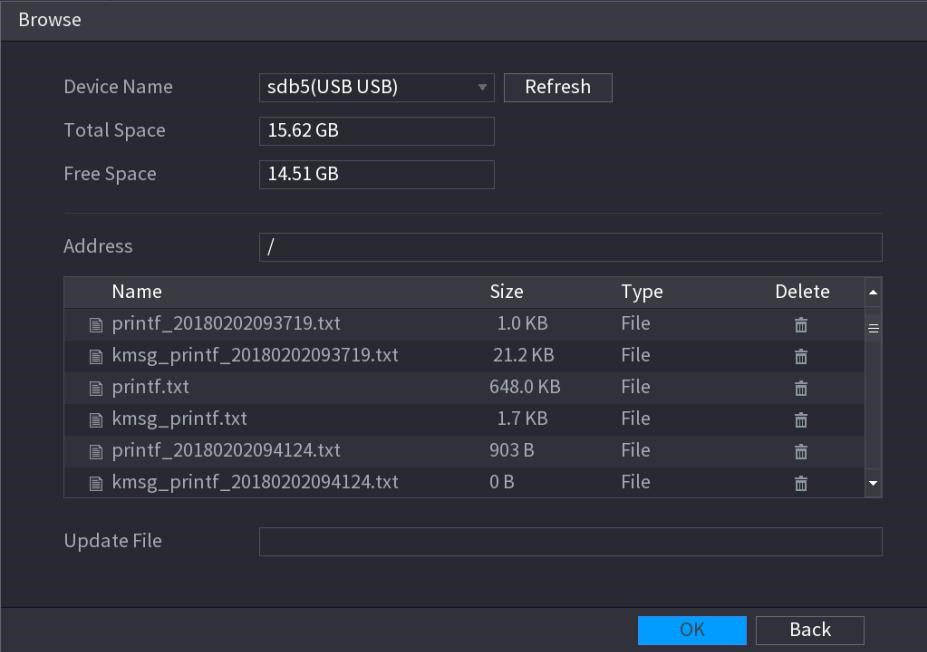 Browse
Device Name sdb5(USB USB) Refresh
Total Space 15.62 GB
Free Space 14.51 GB
Address /
Name Size Type Delete
printf_20180202093719.txt 1.0 KB File
kmsg_printf_20180202093719.txt 21.2 KB File
printf.txt 648.0 KB File
kmsg_printf.txt 1.7 KB File
printf_20180202094124.txt 903 B File
kmsg_printf_20180202094124.txt 0 B File
Update File
OK Back